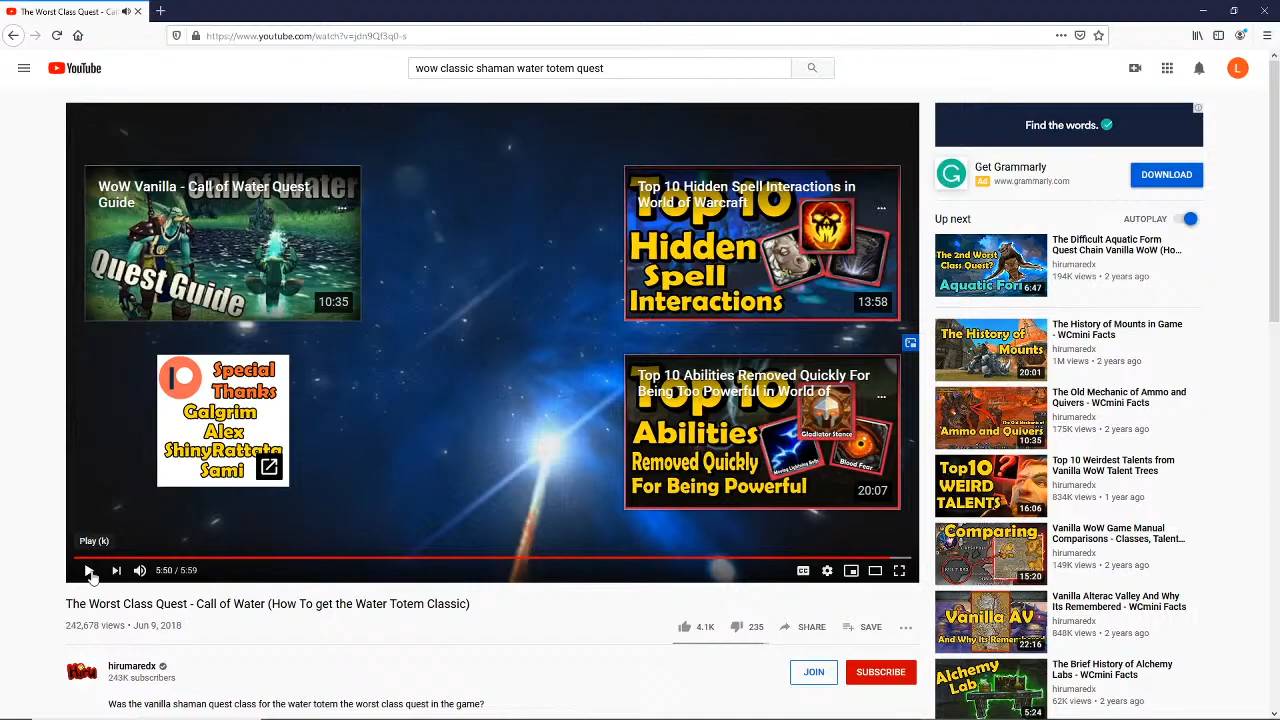 The Worst Class Quest - Ca
https://www.youtube.com/watch?v=jdn9Qf3q0-s
YouTube
wow classic shaman water totem quest
L
WoW Vanilla - Call of Water Quest
Guide
Quest Guide
10:35
Top 10 Hidden Spell Interactions in
World of Warcraft
Top 10
Hidden
Spell
Interactions
13:58
Special
Thanks
Galgrim
Alex
ShinyRattata
Sami
Top 10 Abilities Removed Quickly For
Being Too Powerful in World of
Top 10
Gladiator Stance
Abilities
Blood Fear
Removed Quickly
For Being Powerful
20:07
Play (k)
5:50 / 5:59
CC
The Worst Class Quest - Call of Water (How To get the Water Totem Classic)
242,678 views • Jun 9, 2018
4.1K
235
SHARE
SAVE
hirumaredx
243K subscribers
JOIN
SUBSCRIBE
Was the vanilla shaman quest class for the water totem the worst class quest in the game?
Find the words.
Get Grammarly
Ad www.grammarly.com
DOWNLOAD
Up next
AUTOPLAY
The 2nd Worst
Class Quest?
Aquatic Form
6:47
The Difficult Aquatic Form
Quest Chain Vanilla WoW (Ho...
hirumaredx
194K views • 2 years ago
The History of
Mounts
20:01
The History of Mounts in Game
- WCmini Facts
hirumaredx
1M views • 2 years ago
The Old Mechanic of
Ammo and Quivers
10:35
The Old Mechanic of Ammo and
Quivers - WCmini Facts
hirumaredx
175K views • 2 years ago
Top 10
WEIRD
TALENTS
16:06
Top 10 Weirdest Talents from
Vanilla WoW Talent Trees
hirumaredx
834K views • 1 year ago
Comparing
15:20
Vanilla WoW Game Manual
Comparisons - Classes, Talent...
hirumaredx
149K views • 2 years ago
Vanilla AV
And Why Its Remembered
22:16
Vanilla Alterac Valley And Why
Its Remembered - WCmini Facts
hirumaredx
848K views • 2 years ago
Alchemy
Lab
5:24
The Brief History of Alchemy
Labs - WCmini Facts
hirumaredx
62K views • 2 years ago